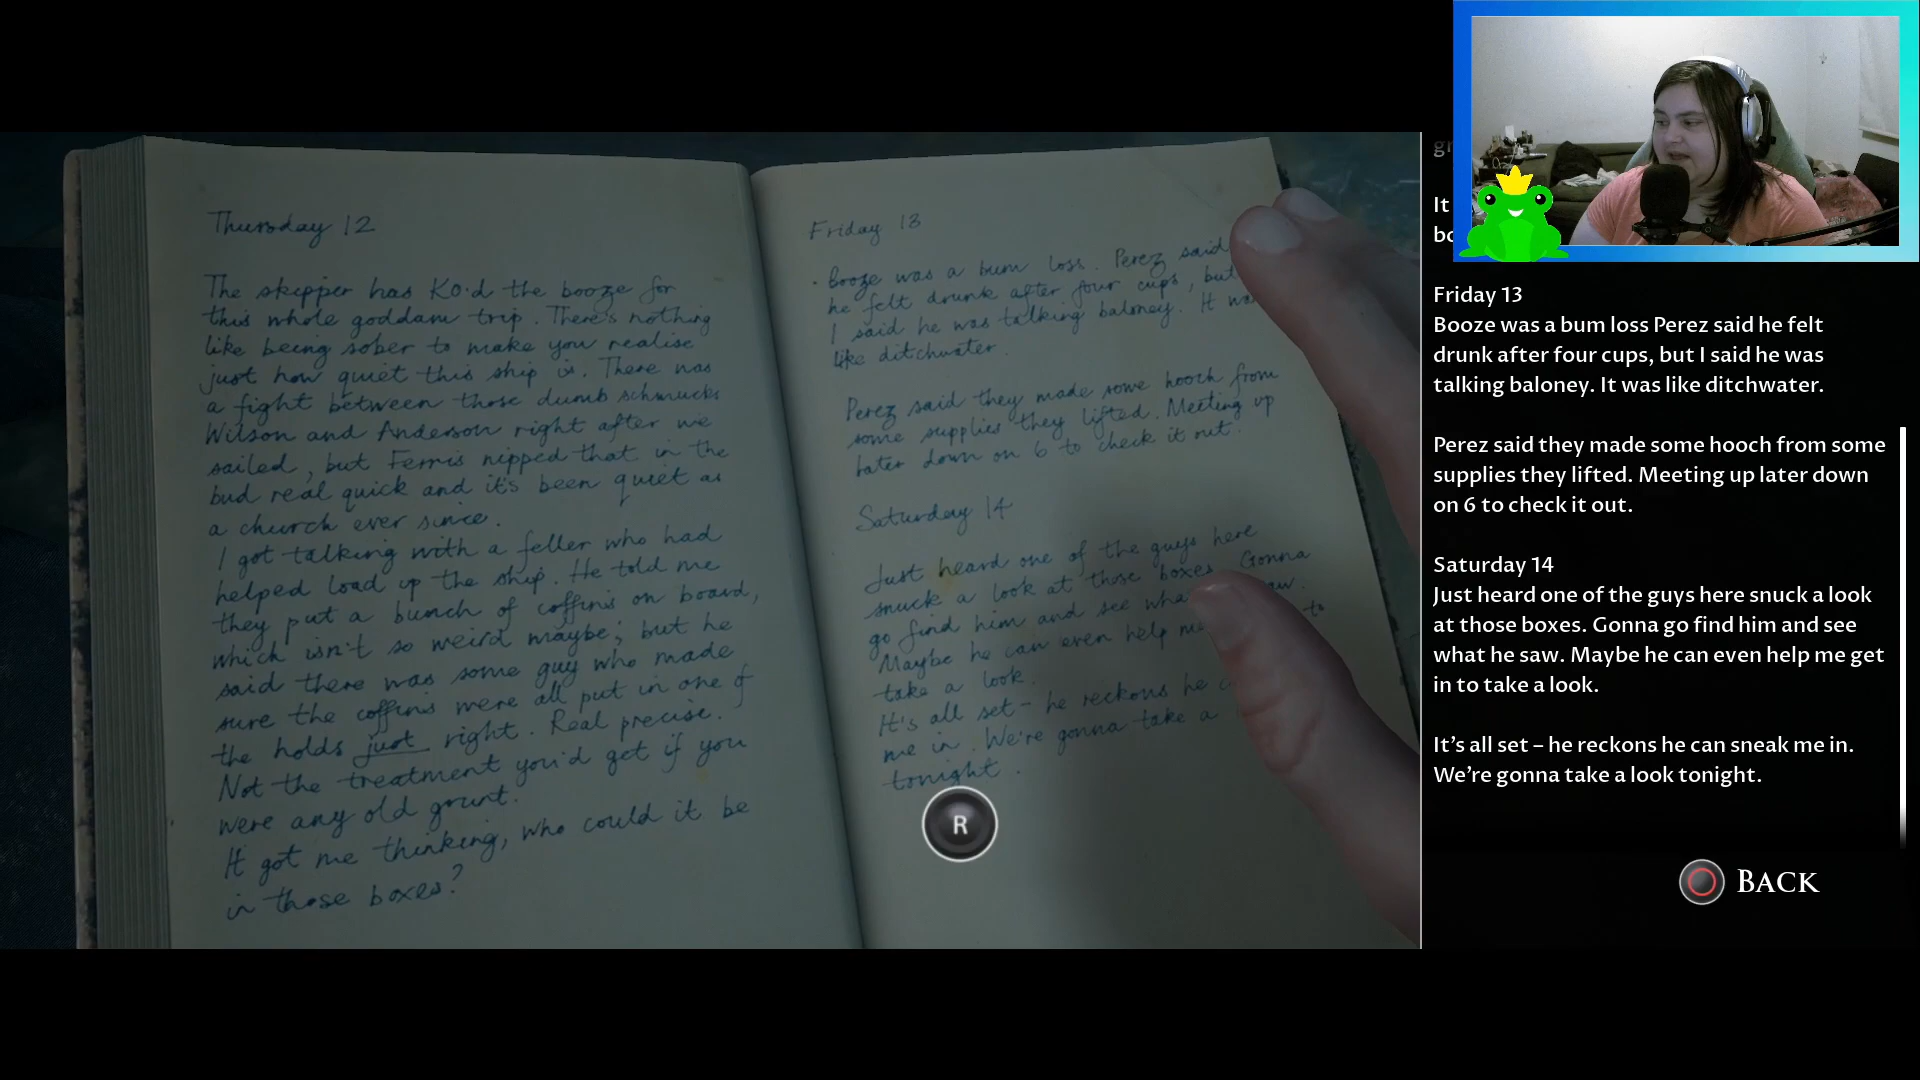 Thursday 12
The skipper has KO'd the booze for
this whole goddam trip. There's nothing
like being sober to make you realise
just how quiet this ship is. There was
a fight between those dumb schmucks
Wilson and Anderson right after we
sailed, but Ferris nipped that in the
bud real quick and it's been quiet as
a church ever since.
I got talking with a feller who had
helped load up the ship. He told me
they put a bunch of coffins on board,
which isn't so weird maybe; but he
said there was some guy who made
sure the coffins were all put in one of
the holds just right. Real precise.
Not the treatment you'd get if you
were any old grunt.
It got me thinking, who could it be
in those boxes?
Friday 13
Booze was a bum loss. Perez said
he felt drunk after four cups, but
I said he was talking baloney. It was
like ditchwater.
Perez said they made some hooch from
some supplies they lifted. Meeting up
later down on 6 to check it out.
Saturday 14
Just heard one of the guys here
snuck a look at those boxes. Gonna
go find him and see what
Maybe he can even help me to
take a look.
It's all set - he reckons he
me in. We're gonna take a
tonight.
R
It
Friday 13
Booze was a bum loss Perez said he felt
drunk after four cups, but I said he was
talking baloney. It was like ditchwater.
Perez said they made some hooch from some
supplies they lifted. Meeting up later down
on 6 to check it out.
Saturday 14
Just heard one of the guys here snuck a look
at those boxes. Gonna go find him and see
what he saw. Maybe he can even help me get
in to take a look.
It's all set – he reckons he can sneak me in.
We're gonna take a look tonight.
BACK